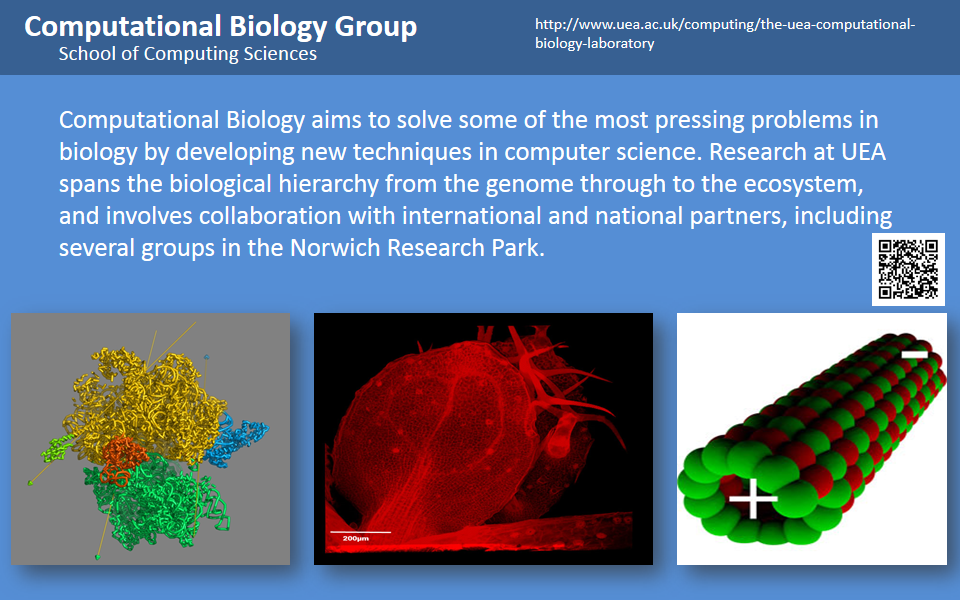 Computational Biology Group
School of Computing Sciences
http://www.uea.ac.uk/computing/the-uea-computational-
biology-laboratory
Computational Biology aims to solve some of the most pressing problems in
biology by developing new techniques in computer science. Research at UEA
spans the biological hierarchy from the genome through to the ecosystem,
and involves collaboration with international and national partners, including
several groups in the Norwich Research Park.
200µm
+
−